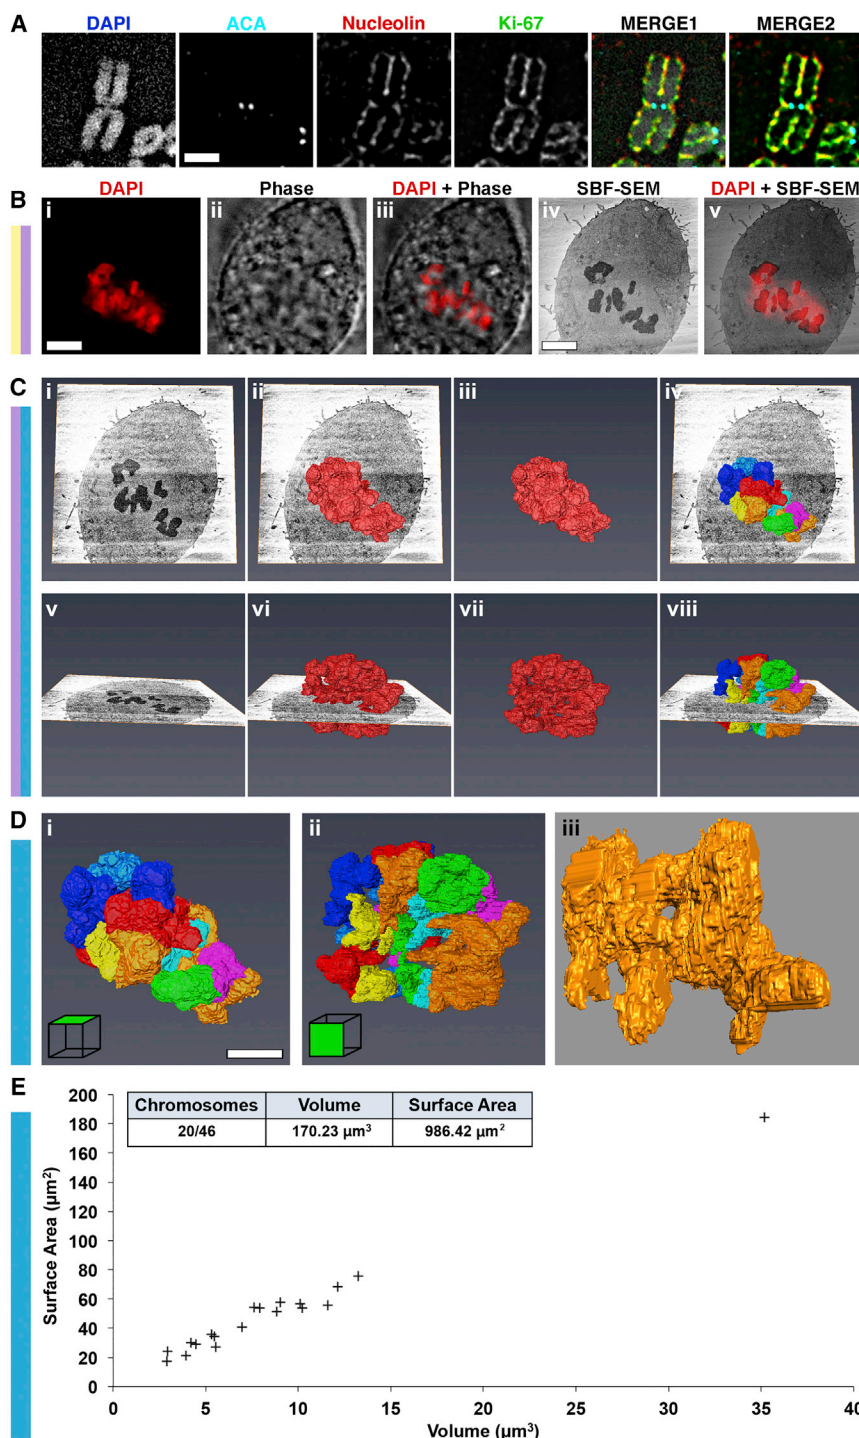 A
DAPI ACA Nucleolin Ki-67 MERGE1 MERGE2
B
DAPI Phase DAPI + Phase SBF-SEM DAPI + SBF-SEM
i ii iii iv v
C
i ii iii iv
v vi vii viii
D
i ii iii
E
Chromosomes Volume Surface Area
20/46 170.23 µm³ 986.42 µm²
Surface Area (µm²)
200
180
160
140
120
100
80
60
40
20
0
0 5 10 15 20 25 30 35 40
Volume (µm³)